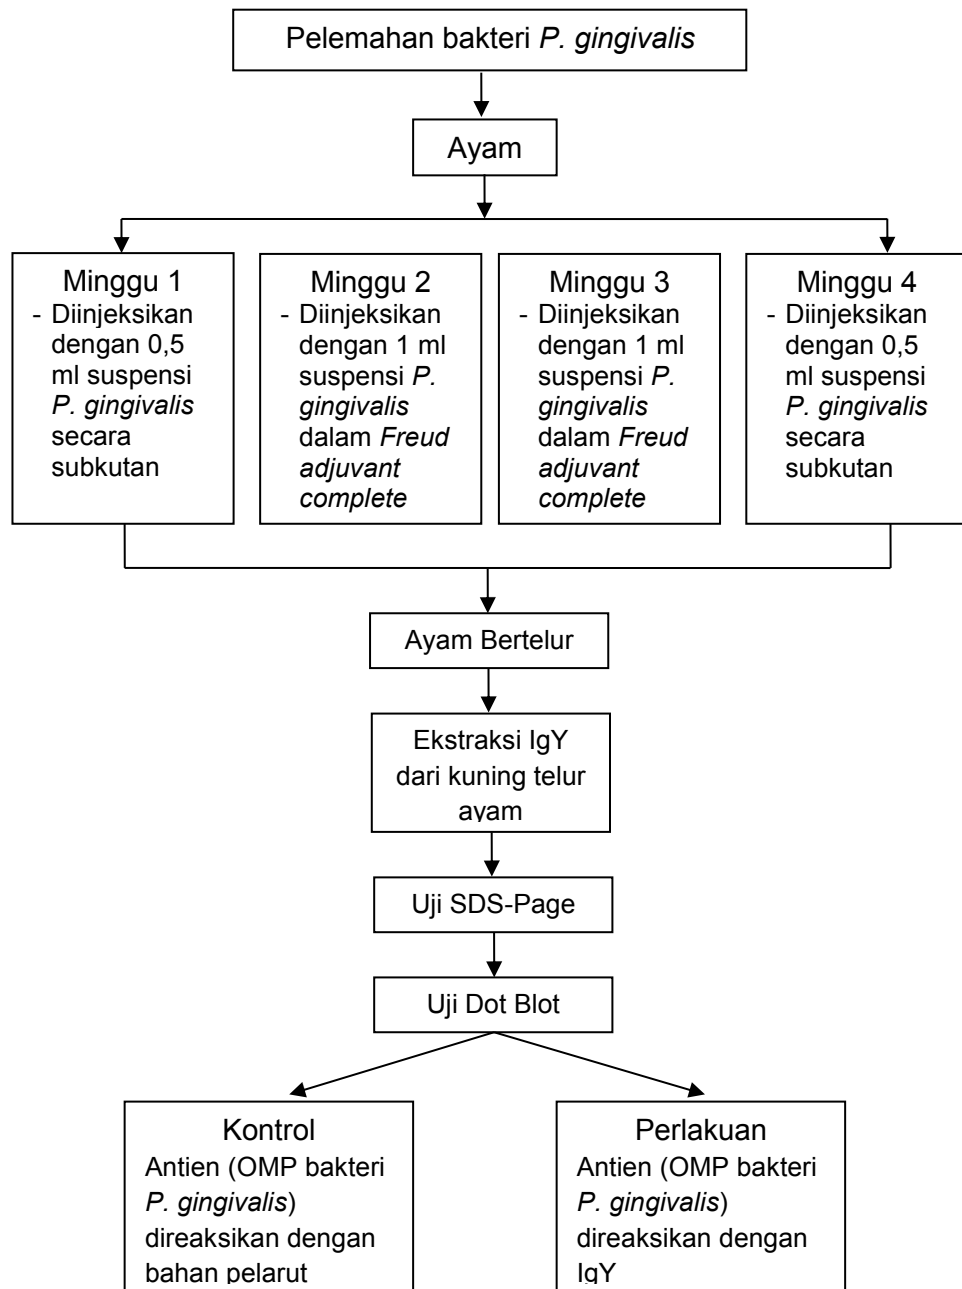 Pelemahan bakteri P. gingivalis
Ayam
Minggu 1
- Diinjeksikan
dengan 0,5
ml suspensi
P. gingivalis
secara
subkutan
Minggu 2
- Diinjeksikan
dengan 1 ml
suspensi P.
gingivalis
dalam Freud
adjuvant
complete
Minggu 3
- Diinjeksikan
dengan 1 ml
suspensi P.
gingivalis
dalam Freud
adjuvant
complete
Minggu 4
- Diinjeksikan
dengan 0,5
ml suspensi
P. gingivalis
secara
subkutan
Ayam Bertelur
Ekstraksi IgY
dari kuning telur
ayam
Uji SDS-Page
Uji Dot Blot
Kontrol
Antien (OMP bakteri
P. gingivalis)
direaksikan dengan
bahan pelarut
Perlakuan
Antien (OMP bakteri
P. gingivalis)
direaksikan dengan
IgY